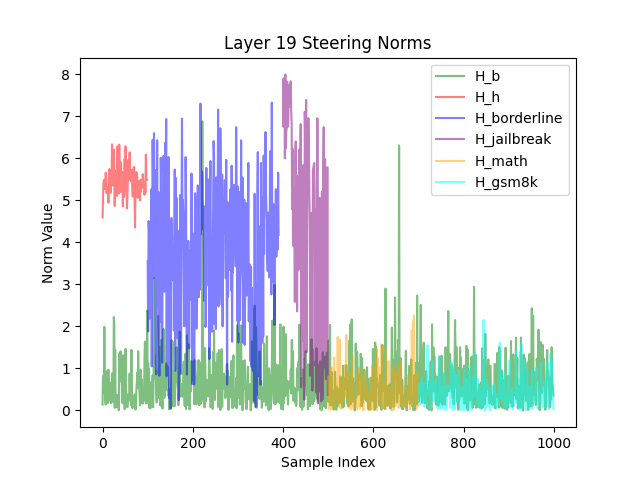 Layer 19 Steering Norms
8
7
6
5
4
3
2
1
0
Norm Value
H_b
H_h
H_borderline
H_jailbreak
H_math
H_gsm8k
0
200
400
600
800
1000
Sample Index